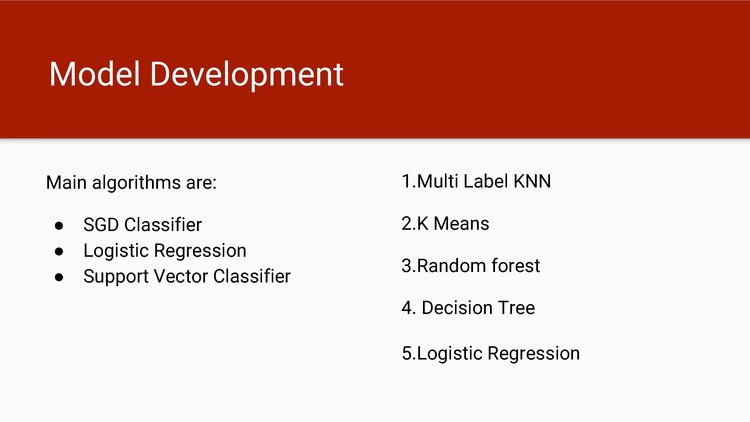 Model Development
Main algorithms are:
● SGD Classifier
● Logistic Regression
● Support Vector Classifier
1.Multi Label KNN
2.K Means
3.Random forest
4. Decision Tree
5.Logistic Regression